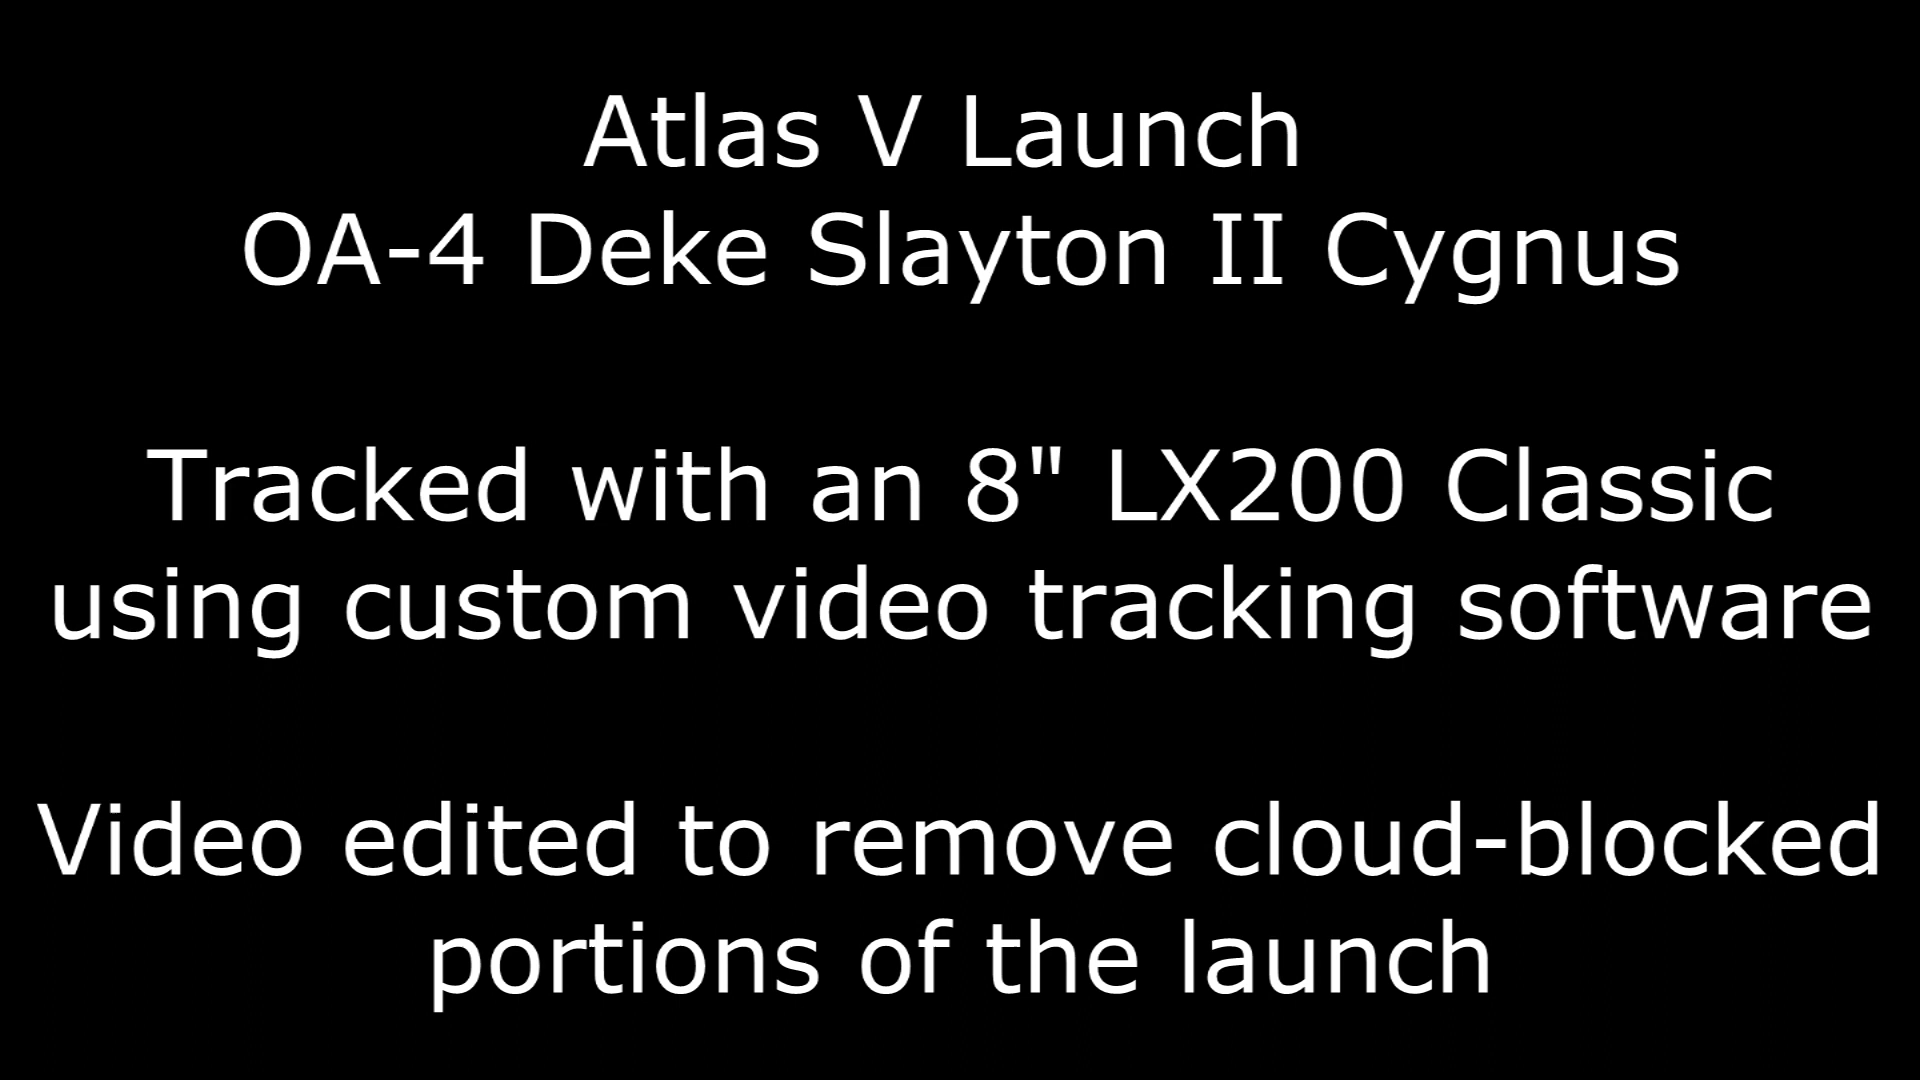 Atlas V Launch
OA-4 Deke Slayton II Cygnus
Tracked with an 8" LX200 Classic
using custom video tracking software
Video edited to remove cloud-blocked
portions of the launch